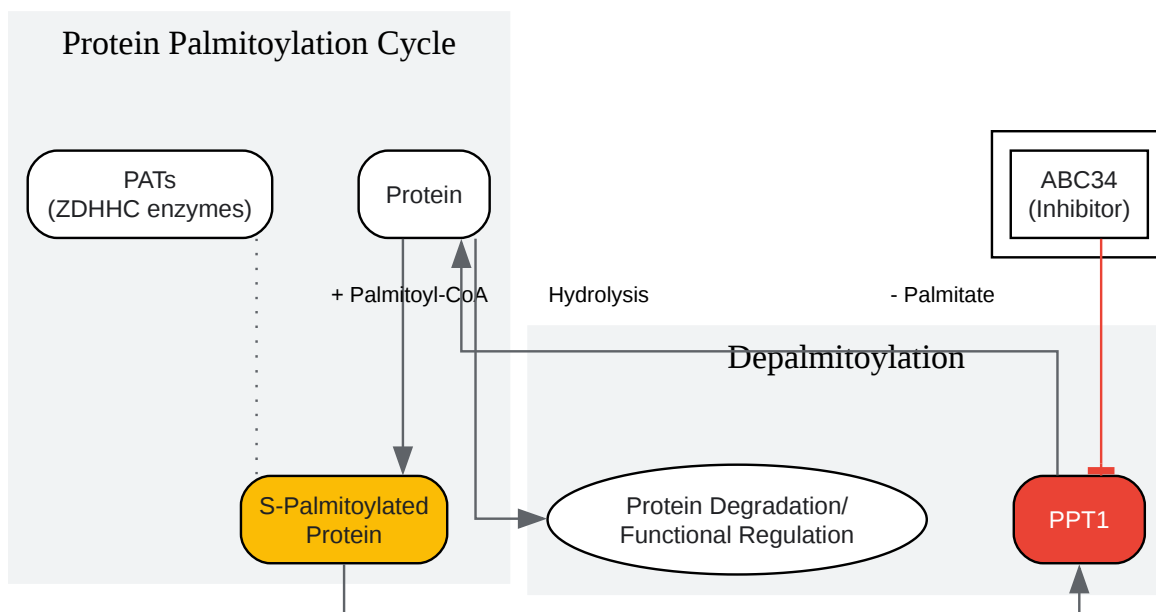 Protein Palmitoylation Cycle
PATs
(ZDHHC enzymes)
Protein
ABC34
(Inhibitor)
+ Palmitoyl-CoA
Hydrolysis
- Palmitate
Depalmitoylation
S-Palmitoylated
Protein
Protein Degradation/
Functional Regulation
PPT1